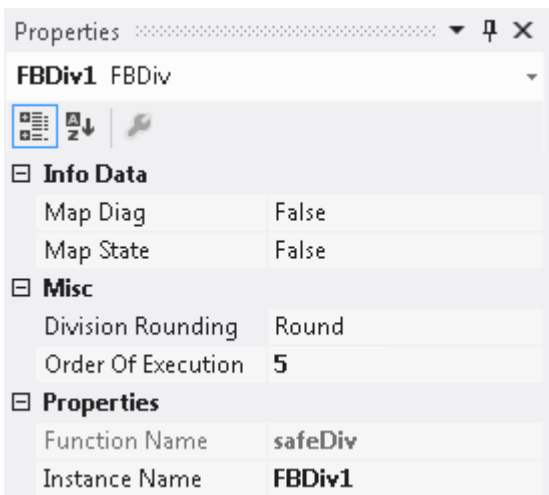 Properties
FBDiv1 FBDiv
Info Data
Map Diag False
Map State False
Misc
Division Rounding Round
Order Of Execution 5
Properties
Function Name safeDiv
Instance Name FBDiv1